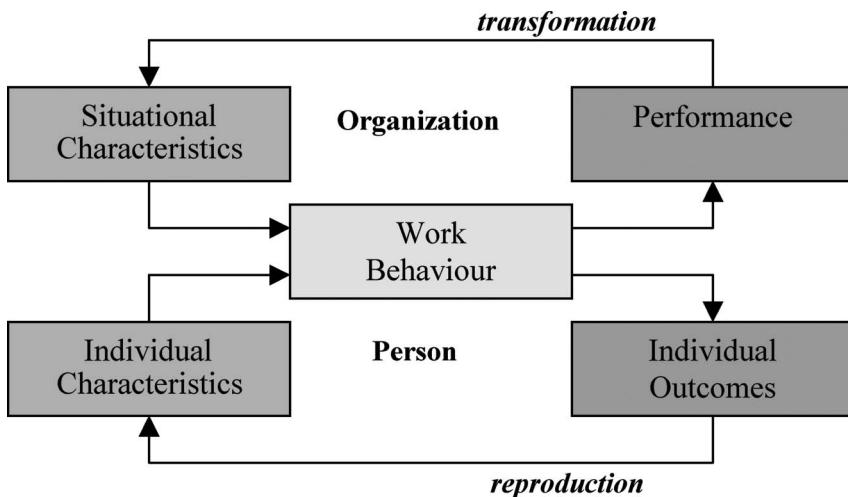 transformation
Situational
Characteristics
Organization
Performance
Work
Behaviour
Individual
Characteristics
Person
Individual
Outcomes
reproduction